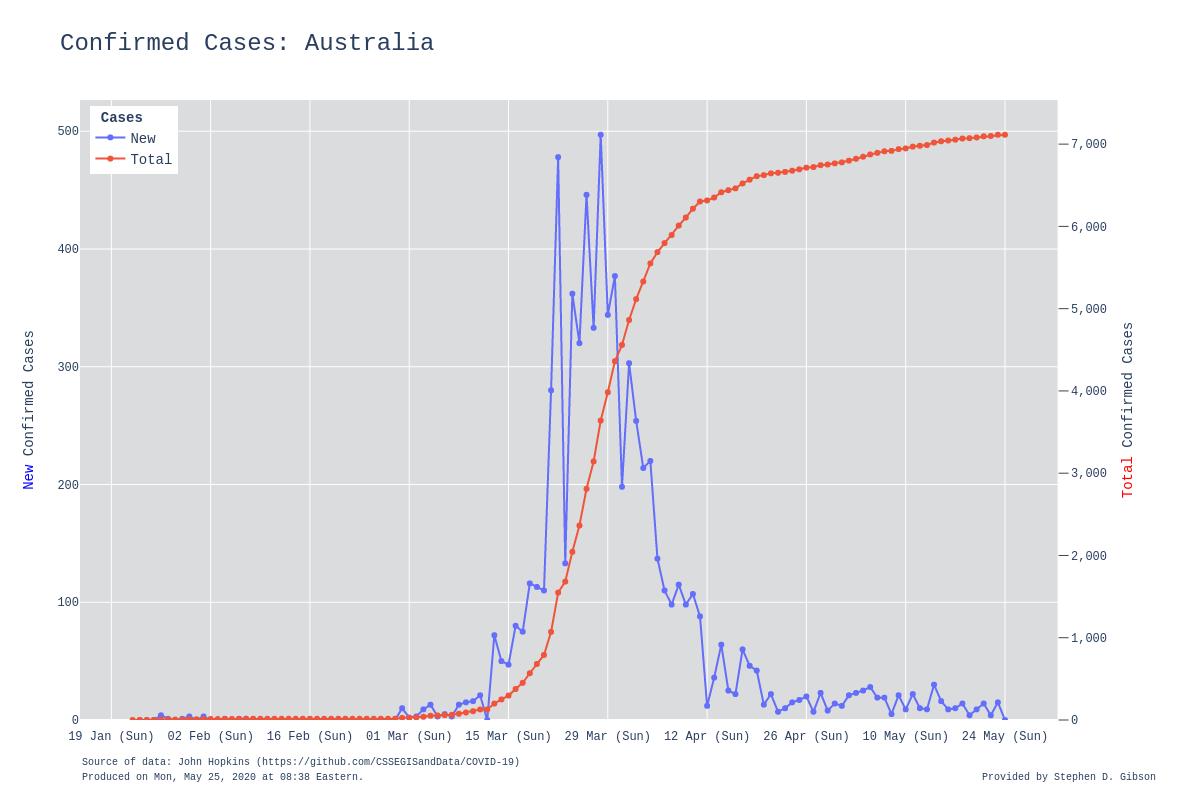 Confirmed Cases: Australia
Cases
New
Total
500
400
300
200
100
0
New Confirmed Cases
7,000
6,000
5,000
4,000
3,000
2,000
1,000
0
Total Confirmed Cases
19 Jan (Sun) 02 Feb (Sun) 16 Feb (Sun) 01 Mar (Sun) 15 Mar (Sun) 29 Mar (Sun) 12 Apr (Sun) 26 Apr (Sun) 10 May (Sun) 24 May (Sun)
Source of data: John Hopkins (https://github.com/CSSEGISandData/COVID-19)
Produced on Mon, May 25, 2020 at 08:38 Eastern.
Provided by Stephen D. Gibson